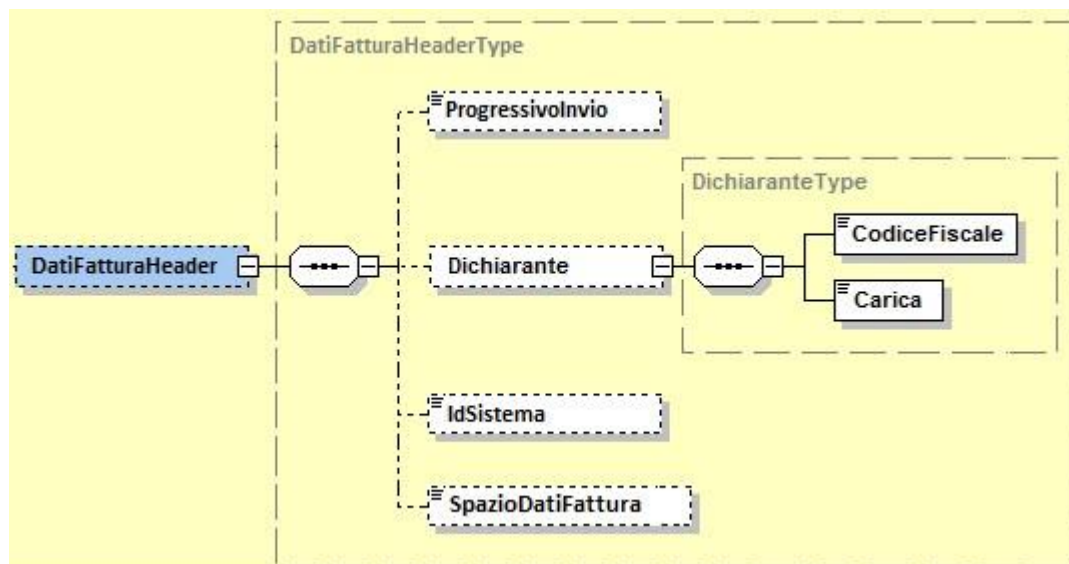 DatiFatturaHeaderType
ProgressivoInvio
DichiaranteType
CodiceFiscale
DatiFatturaHeader
Dichiarante
Carica
IdSistema
SpazioDatiFattura